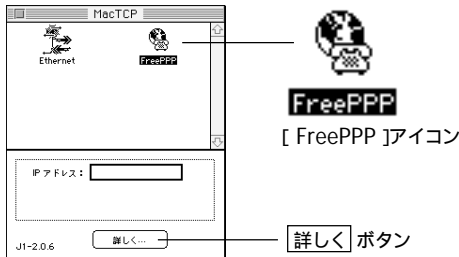 MacTCP
Ethernet
FreePPP
FreePPP
[ FreePPP ]アイコン
IP アドレス：
詳しく...
詳しく ボタン
J1-2.0.6